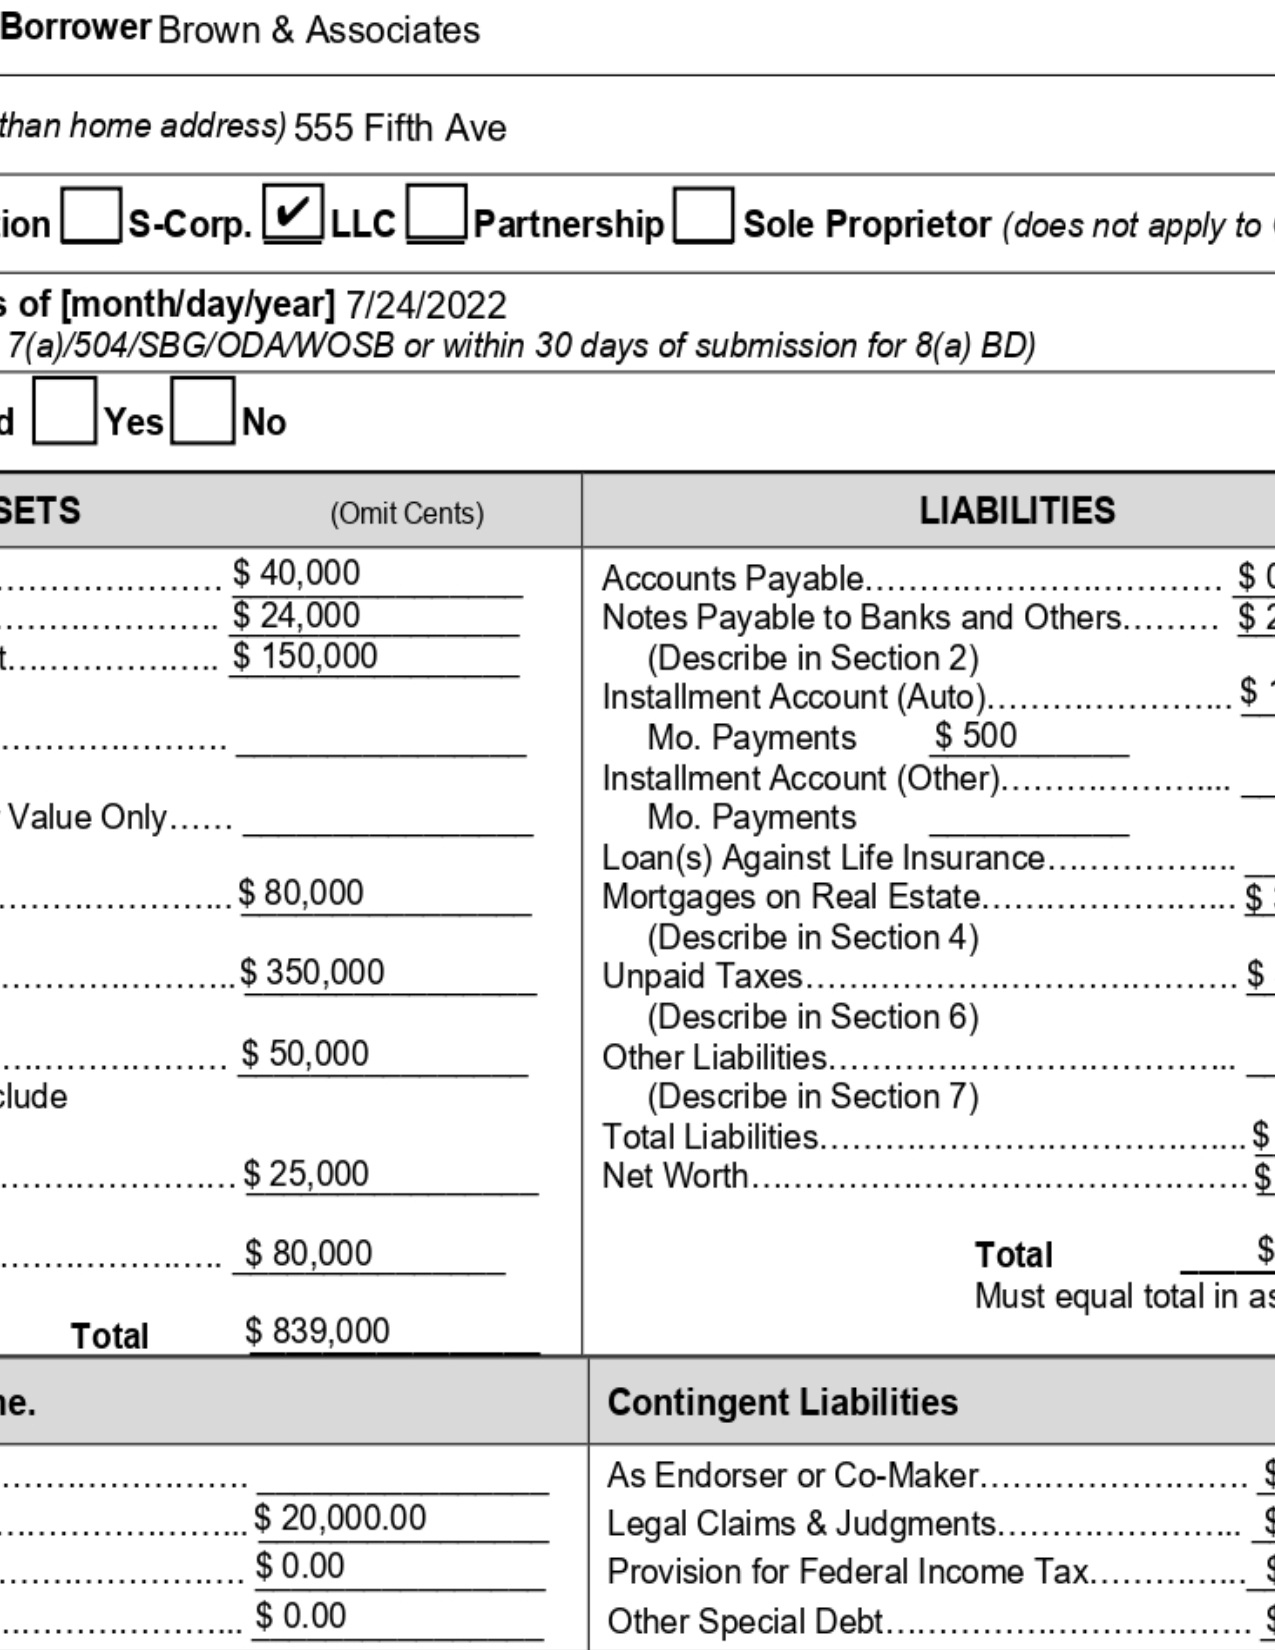 Borrower Brown & Associates
than home address) 555 Fifth Ave
tion S-Corp. ✔ LLC Partnership Sole Proprietor (does not apply to
s of [month/day/year] 7/24/2022
7(a)/504/SBG/ODA/WOSB or within 30 days of submission for 8(a) BD)
d Yes No
SETS (Omit Cents)
$ 40,000
$ 24,000
t..................... $ 150,000
Value Only...... 
$ 80,000
$ 350,000
$ 50,000
clude
$ 25,000
$ 80,000
Total $ 839,000
LIABILITIES
Accounts Payable.................................... $ 0
Notes Payable to Banks and Others......... $ 2
(Describe in Section 2)
Installment Account (Auto)......................... $ 1
Mo. Payments $ 500
Installment Account (Other)........................
Mo. Payments
Loan(s) Against Life Insurance...................
Mortgages on Real Estate.......................... $
(Describe in Section 4)
Unpaid Taxes............................................ $
(Describe in Section 6)
Other Liabilities.........................................
(Describe in Section 7)
Total Liabilities........................................... $
Net Worth.................................................. $
Total $
Must equal total in as
ne.
$ 20,000.00
$ 0.00
$ 0.00
Contingent Liabilities
As Endorser or Co-Maker........................... $
Legal Claims & Judgments......................... $
Provision for Federal Income Tax................ $
Other Special Debt..................................... $